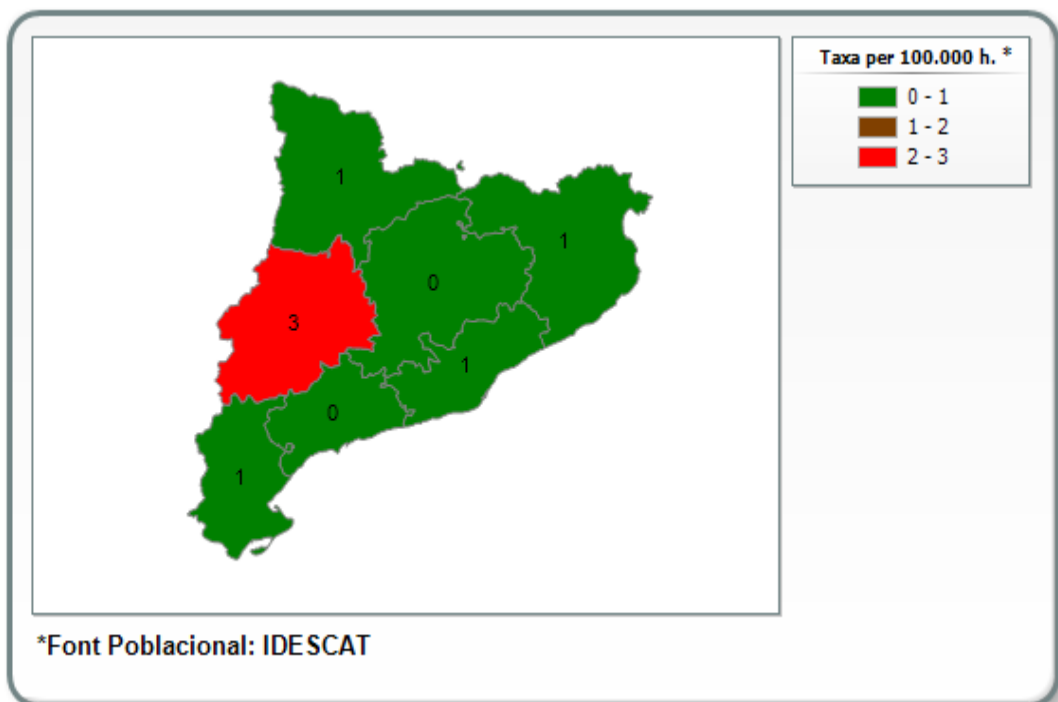 Taxa per 100.000 h. *
0 - 1
1 - 2
2 - 3
1
1
0
3
1
0
1
*Font Poblacional: IDESCAT